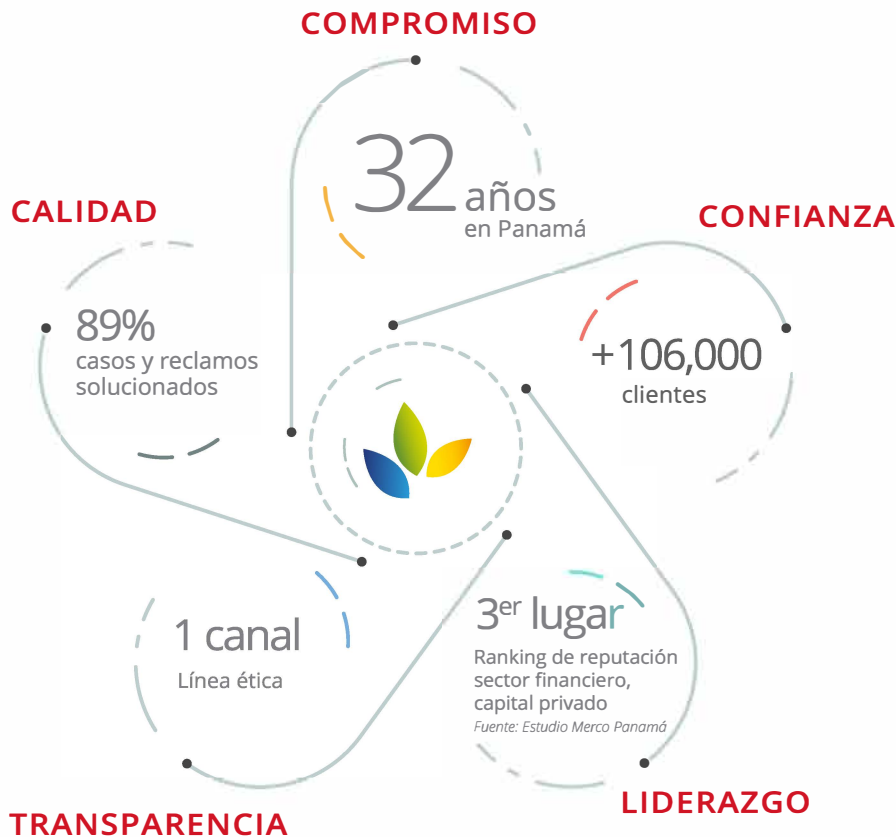 COMPROMISO
32 años
en Panamá
CALIDAD
89%
casos y reclamos
solucionados
CONFIANZA
+106,000
clientes
1 canal
Línea ética
TRANSPARENCIA
3er lugar
Ranking de reputación
sector financiero,
capital privado
Fuente: Estudio Merco Panamá
LIDERAZGO